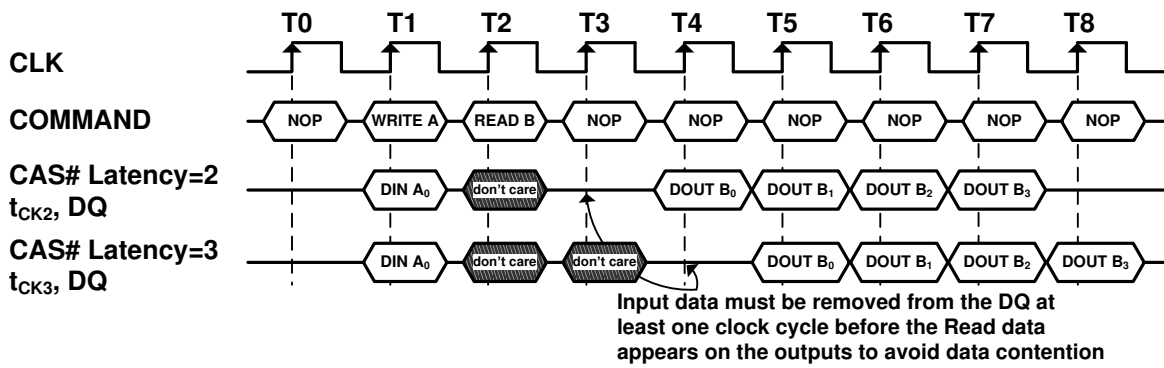 T0 T1 T2 T3 T4 T5 T6 T7 T8
CLK
COMMAND NOP WRITE A READ B NOP NOP NOP NOP NOP NOP
CAS# Latency=2
tCK2, DQ DIN A0 don't care DOUT B0 DOUT B1 DOUT B2 DOUT B3
CAS# Latency=3
tCK3, DQ DIN A0 don't care don't care DOUT B0 DOUT B1 DOUT B2 DOUT B3
Input data must be removed from the DQ at
least one clock cycle before the Read data
appears on the outputs to avoid data contention